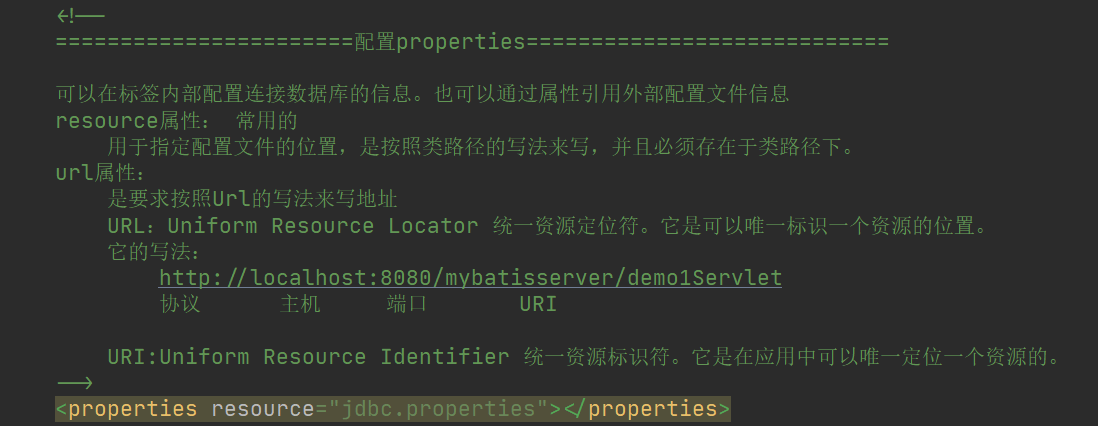 <!--
=======================配置properties============================
可以在标签内部配置连接数据库的信息。也可以通过属性引用外部配置文件信息
resource属性： 常用的
用于指定配置文件的位置，是按照类路径的写法来写，并且必须存在于类路径下。
url属性：
是要求按照Url的写法来写地址
URL：Uniform Resource Locator 统一资源定位符。它是可以唯一标识一个资源的位置。
它的写法：
http://localhost:8080/mybatisserver/demo1Servlet
协议 主机 端口 URI
URI:Uniform Resource Identifier 统一资源标识符。它是在应用中可以唯一定位一个资源的。
-->
<properties resource="jdbc.properties"></properties>